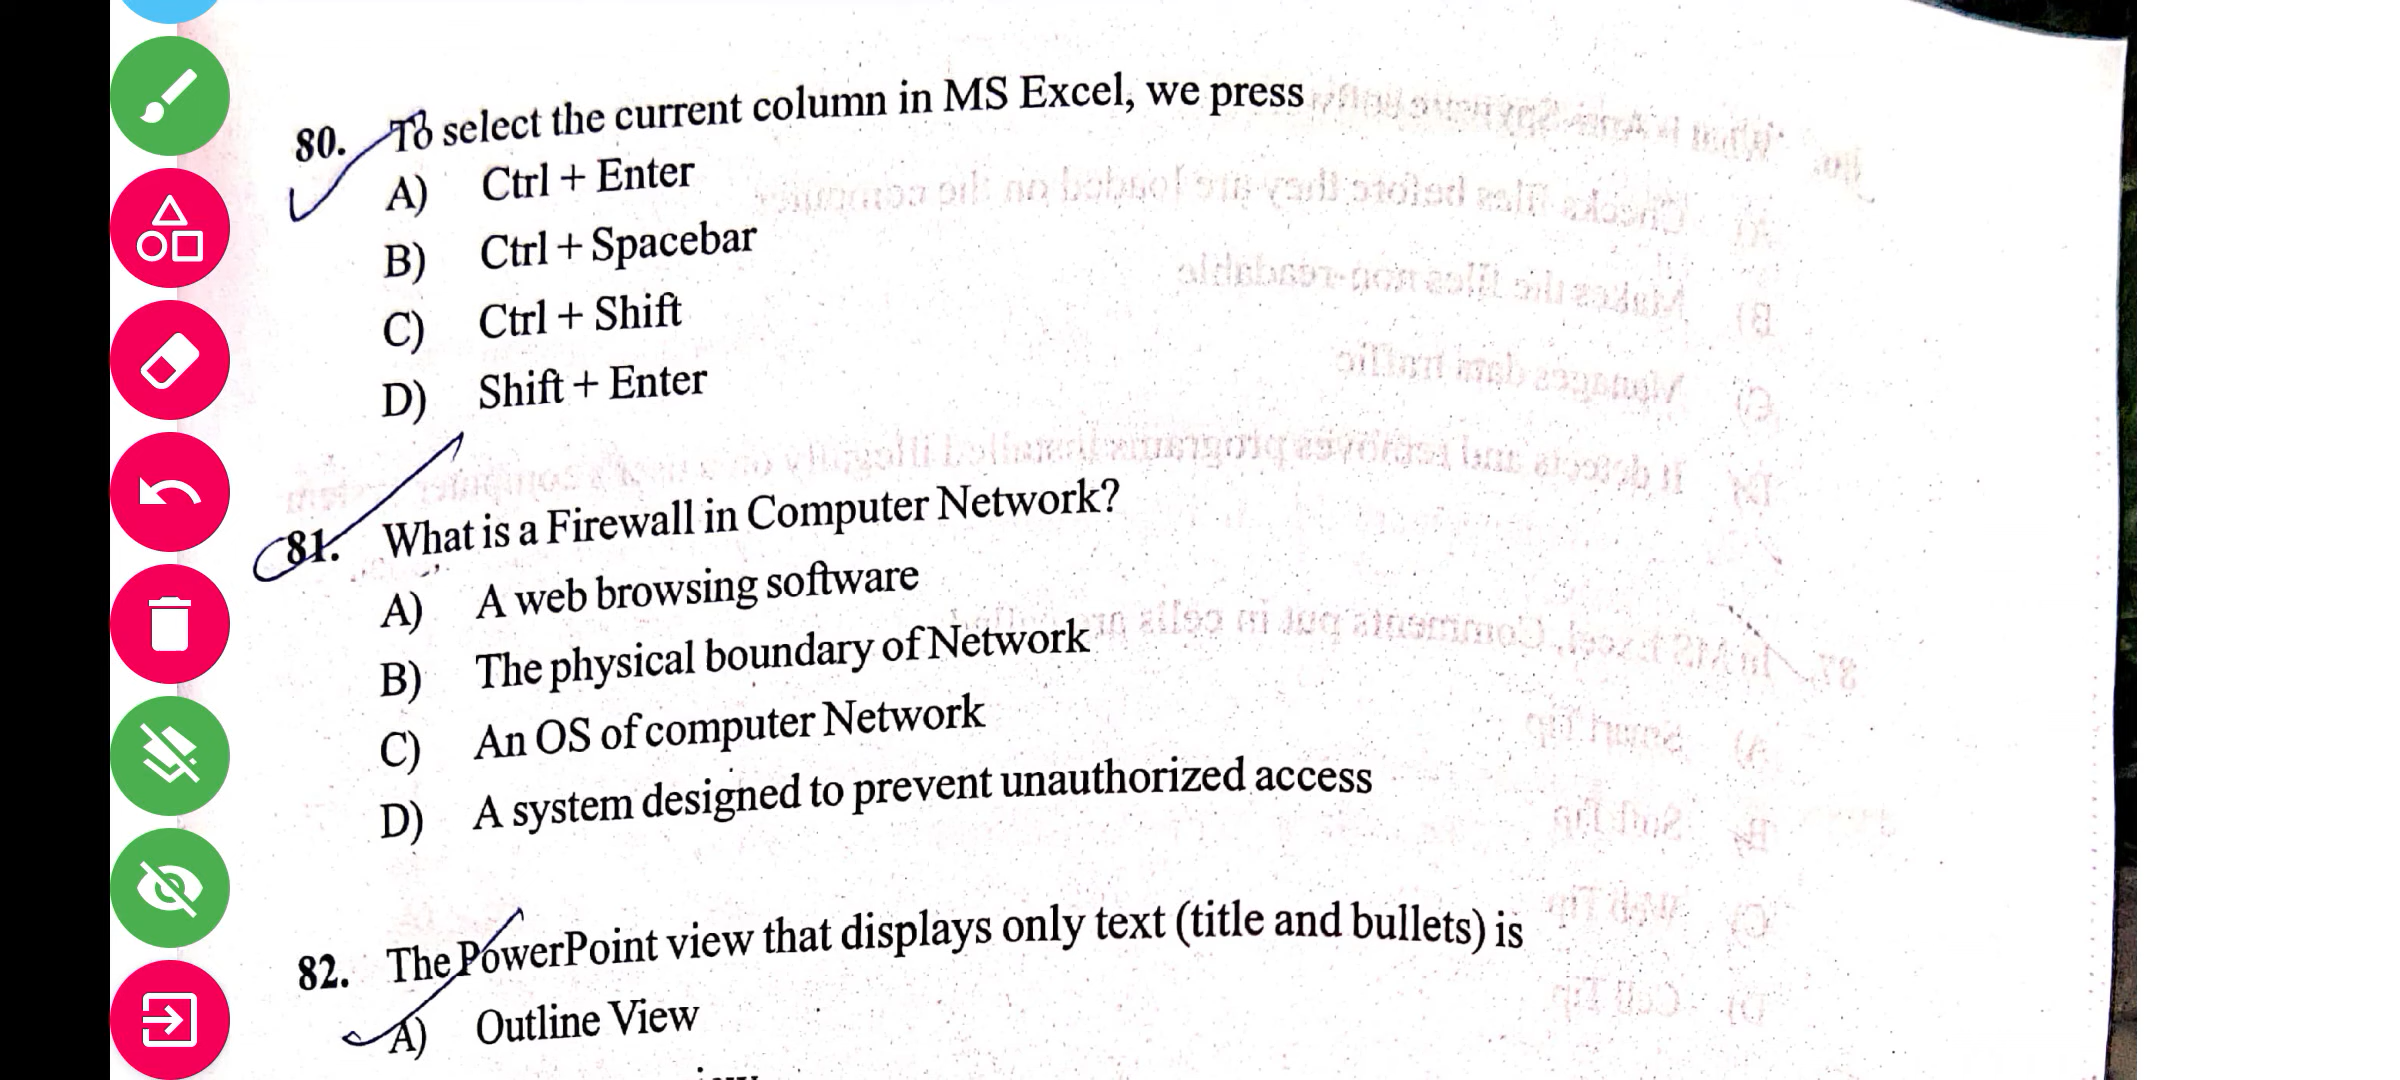 80. To select the current column in MS Excel, we press
A) Ctrl + Enter
B) Ctrl + Spacebar
C) Ctrl + Shift
D) Shift + Enter
81. What is a Firewall in Computer Network?
A) A web browsing software
B) The physical boundary of Network
C) An OS of computer Network
D) A system designed to prevent unauthorized access
82. The PowerPoint view that displays only text (title and bullets) is
A) Outline View